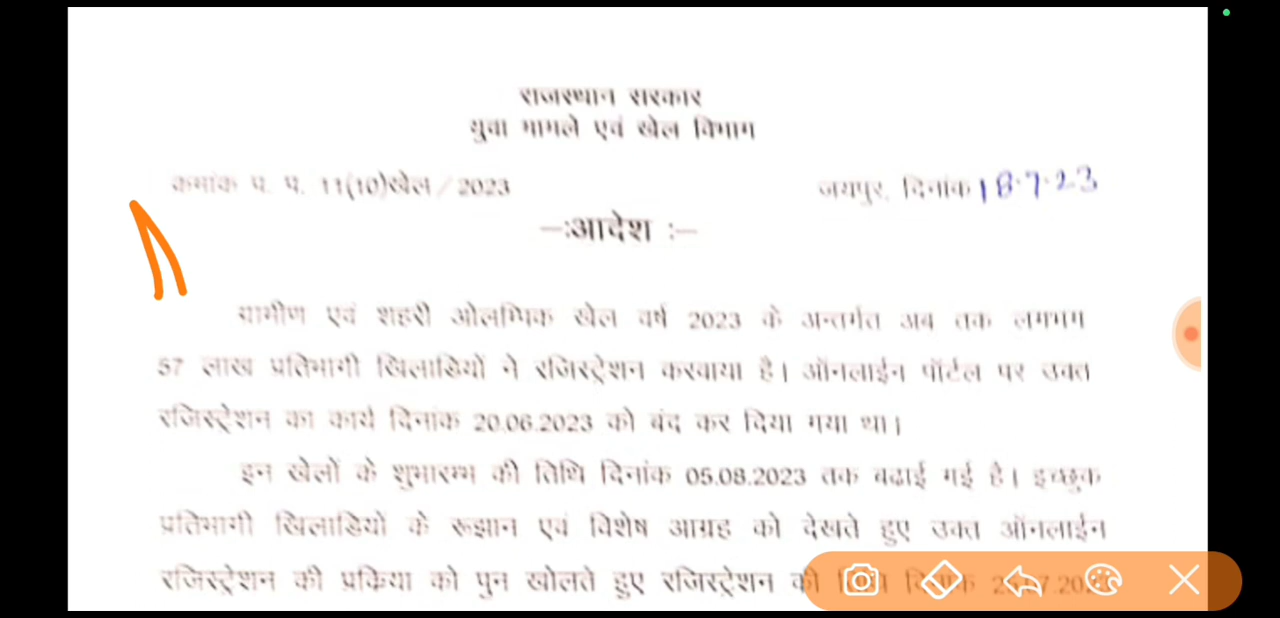 राजस्थान सरकार
युवा मामले एवं खेल विभाग
कमांक प. प. 11(10)खेल/2023 जयपुर, दिनांक 18.7.23
–:आदेश :–
ग्रामीण एवं शहरी ओलम्पिक खेल वर्ष 2023 के अन्तर्गत अब तक लगभग
57 लाख प्रतिभागी खिलाडियों ने रजिस्ट्रेशन करवाया है। ऑनलाईन पॉर्टल पर उक्त
रजिस्ट्रेशन का कार्य दिनांक 20.06.2023 को बंद कर दिया गया था।
इन खेलों के शुभारम्भ की तिथि दिनांक 05.08.2023 तक बढाई गई है। इच्छुक
प्रतिभागी खिलाडियों के रूझान एवं विशेष आग्रह को देखते हुए उक्त ऑनलाईन
रजिस्ट्रेशन की प्रकिया को पुन खोलते हुए रजिस्ट्रेशन की